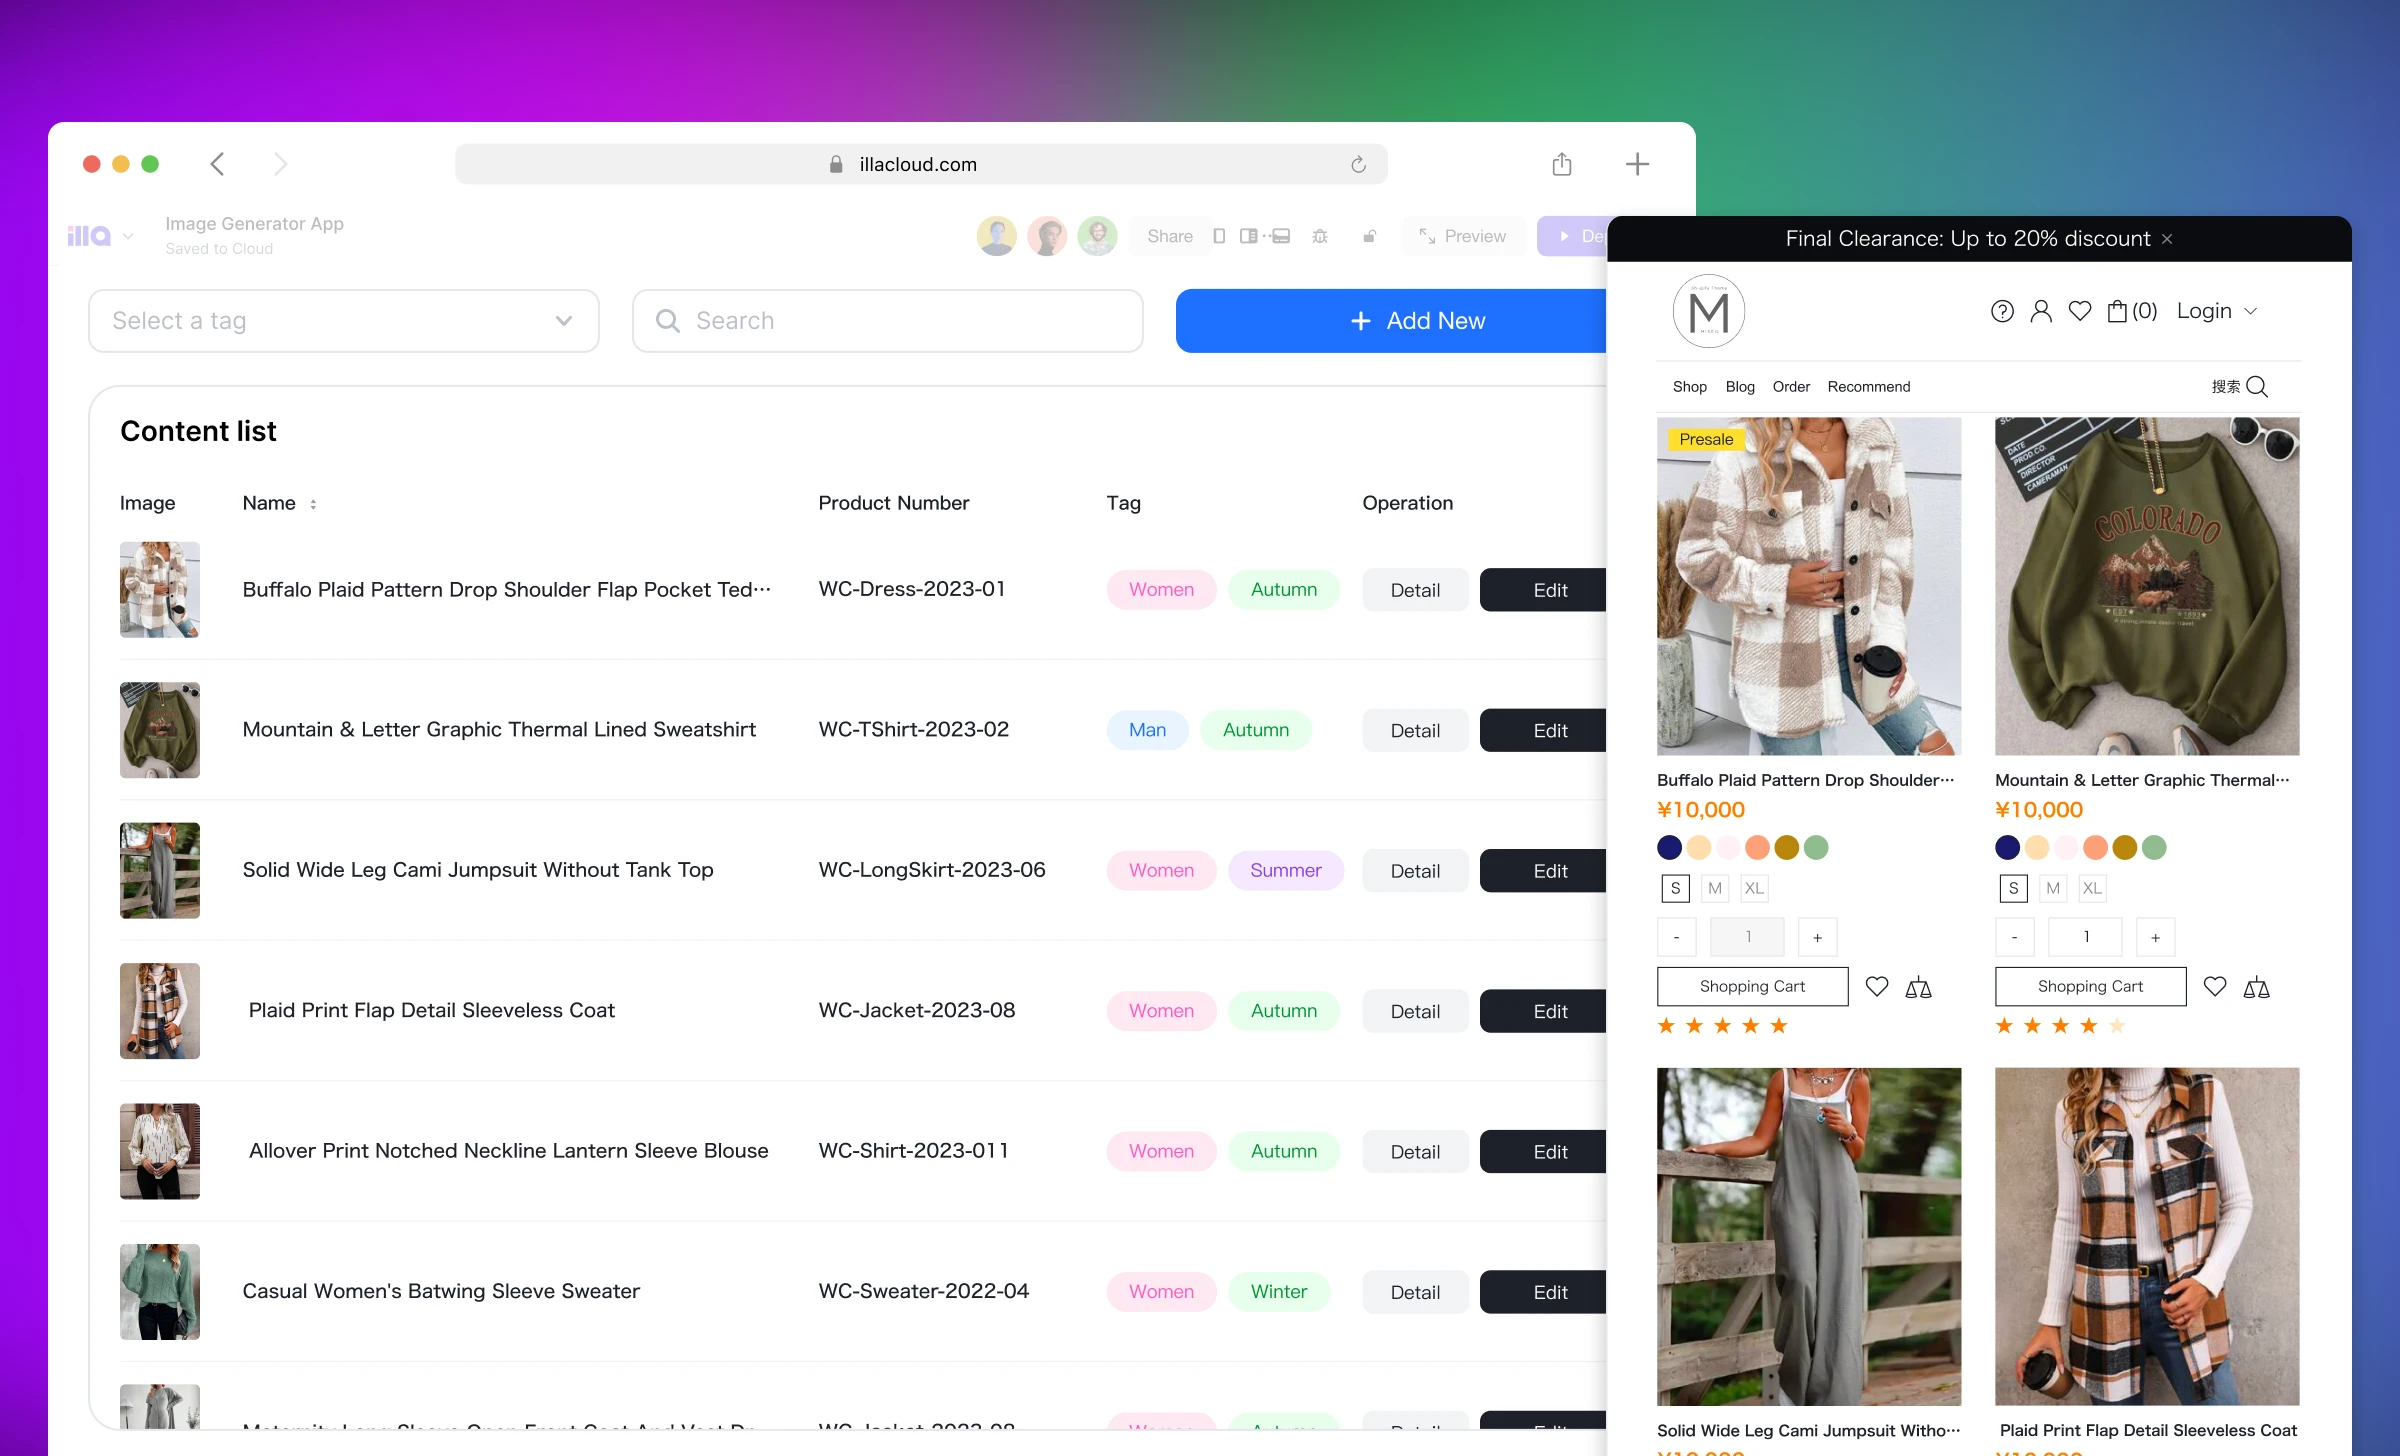 illacloud.com
illa
Image Generator App
Saved to Cloud
Share
Preview
Select a tag
Search
+ Add New
Content list
Image Name Product Number Tag Operation
Buffalo Plaid Pattern Drop Shoulder Flap Pocket Ted··· WC-Dress-2023-01 Women Autumn Detail Edit
Mountain & Letter Graphic Thermal Lined Sweatshirt WC-TShirt-2023-02 Man Autumn Detail Edit
Solid Wide Leg Cami Jumpsuit Without Tank Top WC-LongSkirt-2023-06 Women Summer Detail Edit
Plaid Print Flap Detail Sleeveless Coat WC-Jacket-2023-08 Women Autumn Detail Edit
Allover Print Notched Neckline Lantern Sleeve Blouse WC-Shirt-2023-011 Women Autumn Detail Edit
Casual Women's Batwing Sleeve Sweater WC-Sweater-2022-04 Women Winter Detail Edit
Final Clearance: Up to 20% discount ×
M
(0) Login
Shop Blog Order Recommend 搜索
Presale
DATE
PROD.CO.
DIRECTOR
CAMERAMAN
COLORADO
EST 1893
Buffalo Plaid Pattern Drop Shoulder··· Mountain & Letter Graphic Thermal···
¥10,000 ¥10,000
S M XL S M XL
- 1 + - 1 +
Shopping Cart Shopping Cart
Solid Wide Leg Cami Jumpsuit Witho··· Plaid Print Flap Detail Sleeveless Coat